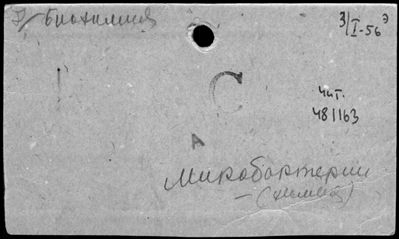 7/ Биохимия
3/I-56 э
С
чит.
481163
А
Микобактерии
— (химия)